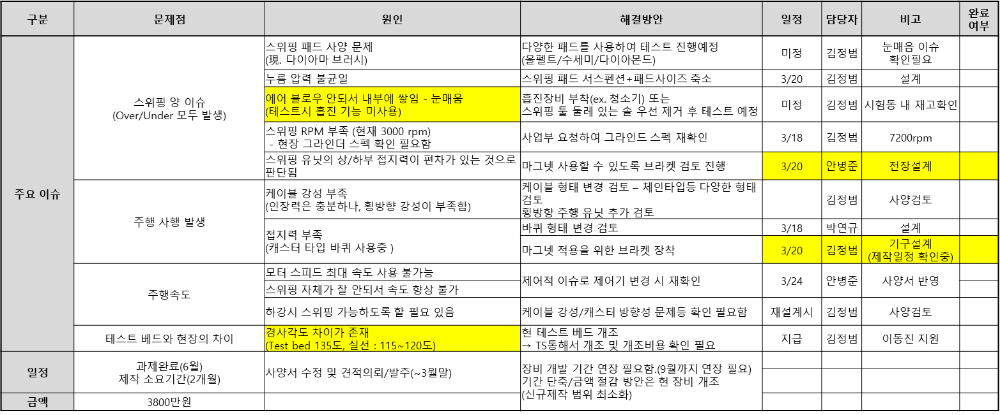 구분
문제점
원인
해결방안
일정
담당자
비고
완료
여부
주요 이슈
스위핑 양 이슈
(Over/Under 모두 발생)
스위핑 패드 사양 문제
(現. 다이아마 브러시)
다양한 패드를 사용하여 테스트 진행예정
(울펠트/수세미/다이아몬드)
미정
김정범
눈매음 이슈
확인필요
누름 압력 불균일
스위핑 패드 서스펜션+패드사이즈 축소
3/20
김정범
설계
에어 블로우 안되서 내부에 쌓임 - 눈매움
(테스트시 흡진 기능 미사용)
흡진장비 부착(ex. 청소기) 또는
스위핑 툴 둘레 있는 솔 우선 제거 후 테스트 예정
미정
김정범
시험동 내 재고확인
스위핑 RPM 부족 (현재 3000 rpm)
- 현장 그라인더 스펙 확인 필요함
사업부 요청하여 그라인드 스펙 재확인
3/18
김정범
7200rpm
스위핑 유닛의 상/하부 접지력이 편차가 있는 것으로
판단됨
마그넷 사용할 수 있도록 브라켓 검토 진행
3/20
안병준
전장설계
주행 사행 발생
케이블 강성 부족
(인장력은 충분하나, 횡방향 강성이 부족함)
케이블 형태 변경 검토 – 체인타입등 다양한 형태
검토
횡방향 주행 유닛 추가 검토
김정범
사양검토
접지력 부족
(캐스터 타입 바퀴 사용중 )
바퀴 형태 변경 검토
3/18
박연규
설계
마그넷 적용을 위한 브라켓 장착
3/20
김정범
기구설계
(제작일정 확인중)
주행속도
모터 스피드 최대 속도 사용 불가능
스위핑 자체가 잘 안되서 속도 향상 불가
제어적 이슈로 제어기 변경 시 재확인
3/24
안병준
사양서 반영
하강시 스위핑 가능하도록 할 필요 있음
케이블 강성/캐스터 방향성 문제등 확인 필요함
재설계시
김정범
사양검토
테스트 베드와 현장의 차이
경사각도 차이가 존재
(Test bed 135도, 실선 : 115~120도)
현 테스트 베드 개조
→ TS통해서 개조 및 개조비용 확인 필요
지급
김정범
이동진 지원
일정
과제완료(6월)
제작 소요기간(2개월)
사양서 수정 및 견적의뢰/발주(~3월말)
장비 개발 기간 연장 필요함.(9월까지 연장 필요)
기간 단축/금액 절감 방안은 현 장비 개조
(신규제작 범위 최소화)
금액
3800만원